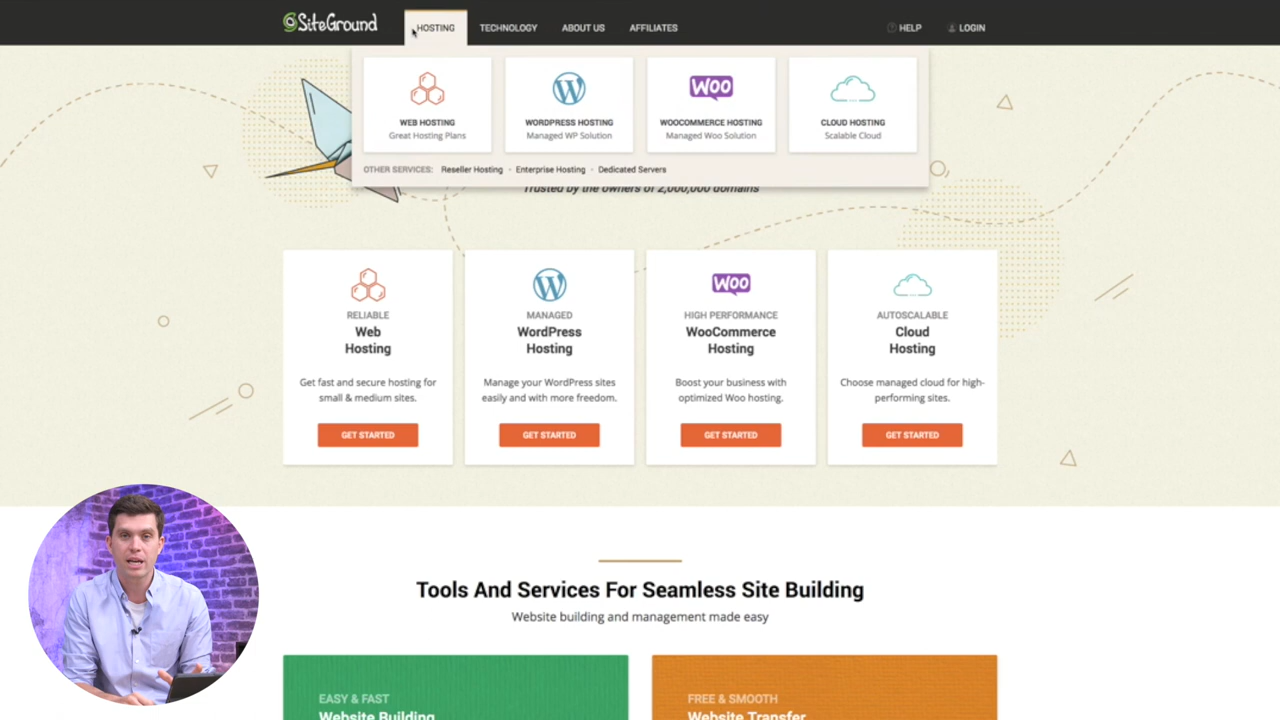 SiteGround
HOSTING
TECHNOLOGY
ABOUT US
AFFILIATES
HELP
LOGIN
WEB HOSTING
Great Hosting Plans
WORDPRESS HOSTING
Managed WP Solution
WOO
WOOCOMMERCE HOSTING
Managed Woo Solution
CLOUD HOSTING
Scalable Cloud
OTHER SERVICES: Reseller Hosting - Enterprise Hosting - Dedicated Servers
Trusted by the owners of 2,000,000 domains
RELIABLE
Web
Hosting
Get fast and secure hosting for
small & medium sites.
GET STARTED
MANAGED
WordPress
Hosting
Manage your WordPress sites
easily and with more freedom.
GET STARTED
WOO
HIGH PERFORMANCE
WooCommerce
Hosting
Boost your business with
optimized Woo hosting.
GET STARTED
AUTOSCALABLE
Cloud
Hosting
Choose managed cloud for high-
performing sites.
GET STARTED
Tools And Services For Seamless Site Building
Website building and management made easy
EASY & FAST
Website Building
FREE & SMOOTH
Website Transfer